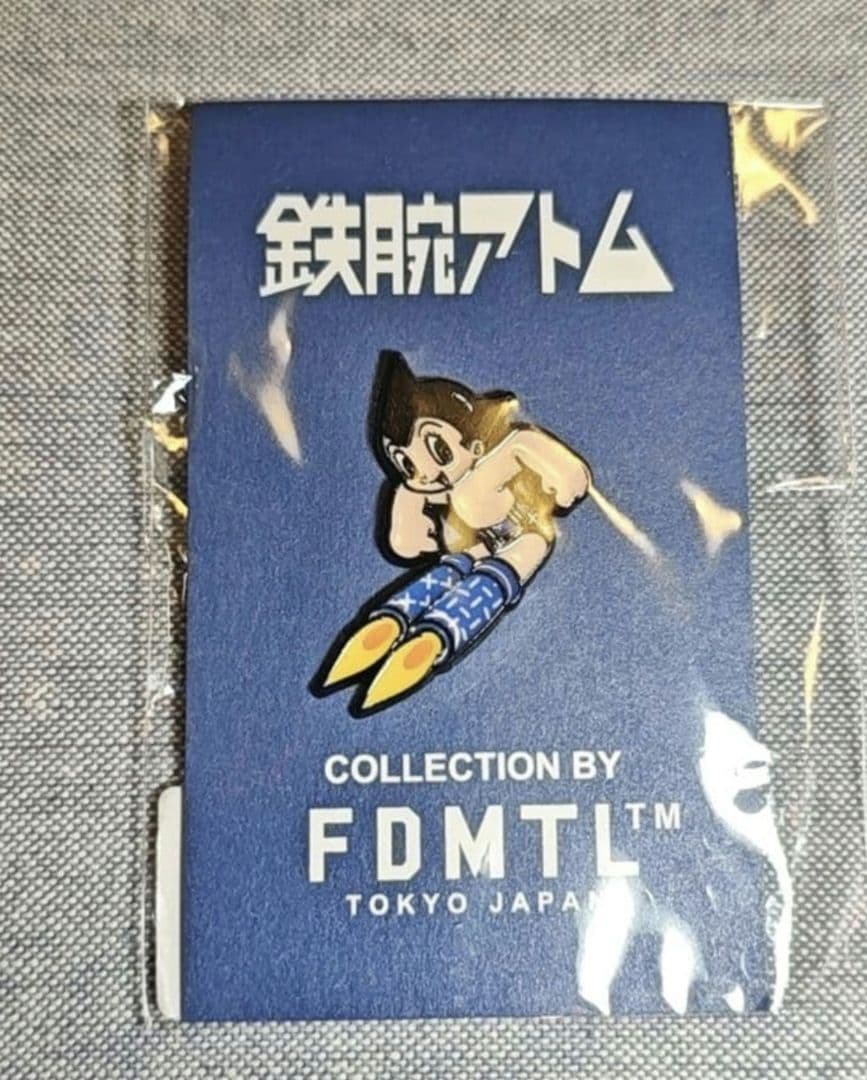 鉄腕アトム
COLLECTION BY
FDMTL™
TOKYO JAPAN